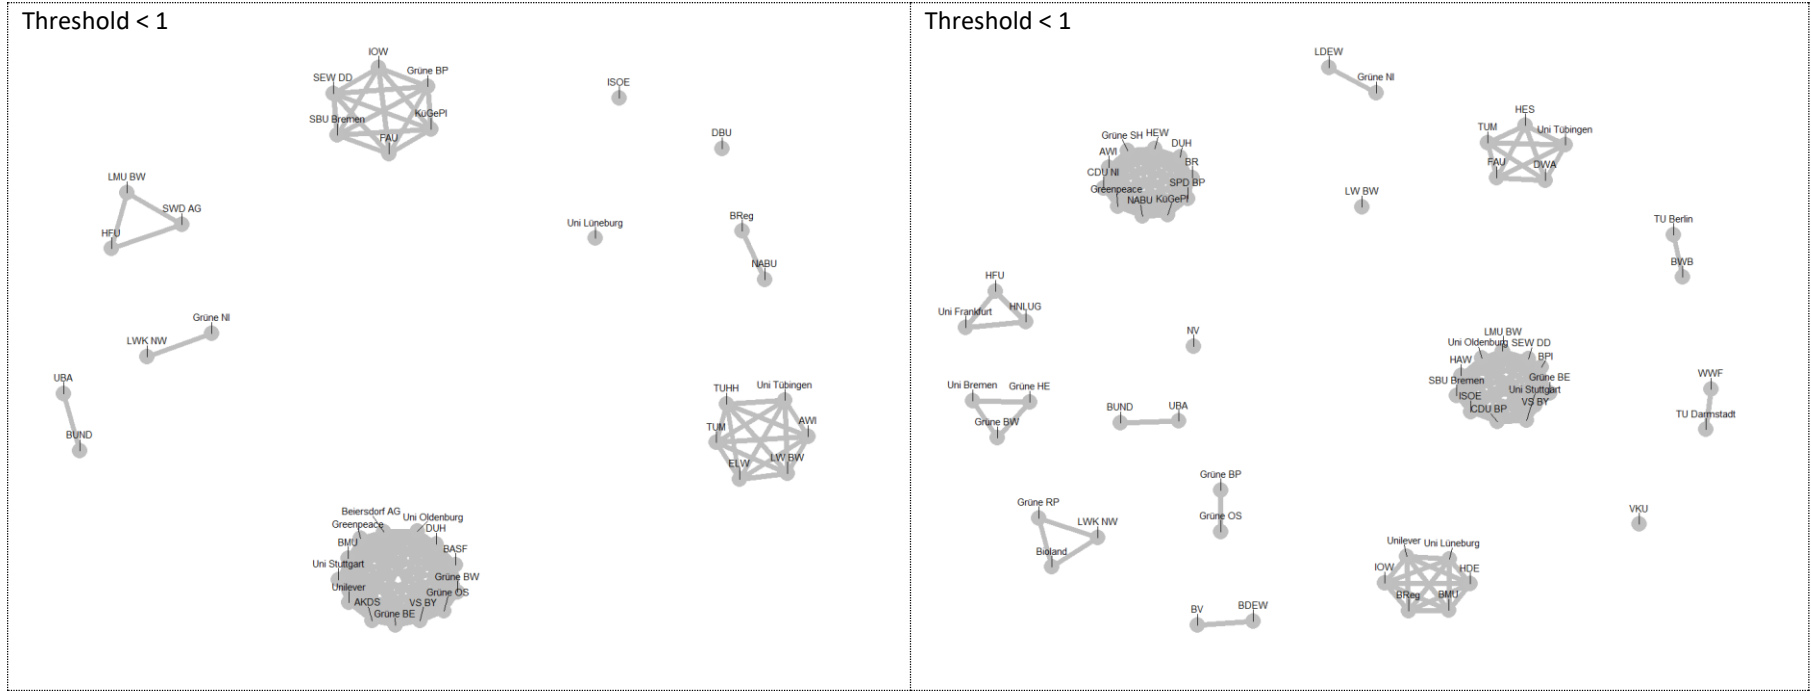 Threshold < 1
IOW
SEW DD
Grüne BP
SBU Bremen
KüGePl
FAU
ISOE
DBU
LMU BW
SWD AG
HFU
Uni Lüneburg
BReg
NABU
Grüne NI
LWK NW
UBA
BUND
TUHH
Uni Tübingen
TUM
AWI
ELW
LW BW
Beiersdorf AG
Uni Oldenburg
Greenpeace
DUH
BMU
BASF
Uni Stuttgart
Grüne BW
Unilever
Grüne OS
AKDS
VS BY
Grüne BE
Threshold < 1
LDEW
Grüne NI
HES
TUM
Uni Tübingen
FAU
DWA
Grüne SH
HEW
DUH
AWI
BR
CDU NI
SPD BP
Greenpeace
NABU
KüGePl
LW BW
TU Berlin
BWB
HFU
Uni Frankfurt
HNLUG
NV
LMU BW
Uni Oldenburg
SEW DD
HAW
BPI
SBU Bremen
Grüne BE
ISOE
Uni Stuttgart
CDU BP
VS BY
WWF
TU Darmstadt
Uni Bremen
Grüne HE
Grüne BW
BUND
UBA
Grüne BP
Grüne OS
Grüne RP
LWK NW
Bioland
VKU
Unilever
Uni Lüneburg
IOW
HDE
BReg
BMU
BV
BDEW